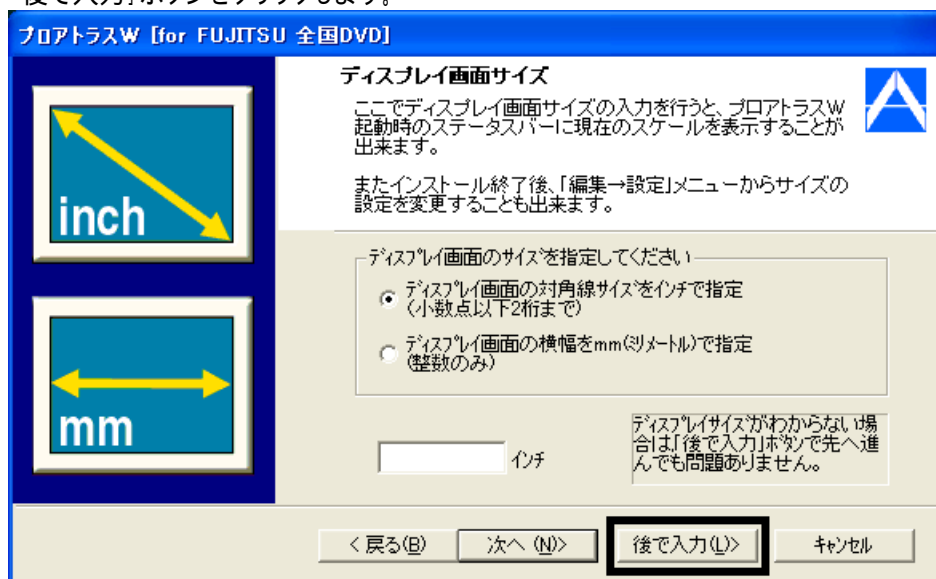 後で入力」ボタンをクリックします。
プロアトラスW [for FUJITSU 全国DVD]
ディスプレイ画面サイズ
ここでディスプレイ画面サイズの入力を行うと、プロアトラスW
起動時のステータスバーに現在のスケールを表示することが
出来ます。
またインストール終了後、「編集→設定」メニューからサイズの
設定を変更することも出来ます。
inch
mm
ディスプレイ画面のサイズを指定してください
ディスプレイ画面の対角線サイズをインチで指定
(小数点以下2桁まで)
ディスプレイ画面の横幅をmm(ミリメートル)で指定
(整数のみ)
インチ
ディスプレイサイズがわからない場
合は「後で入力」ボタンで先へ進
んでも問題ありません。
< 戻る(B)
次へ (N)>
後で入力(L)>
キャンセル